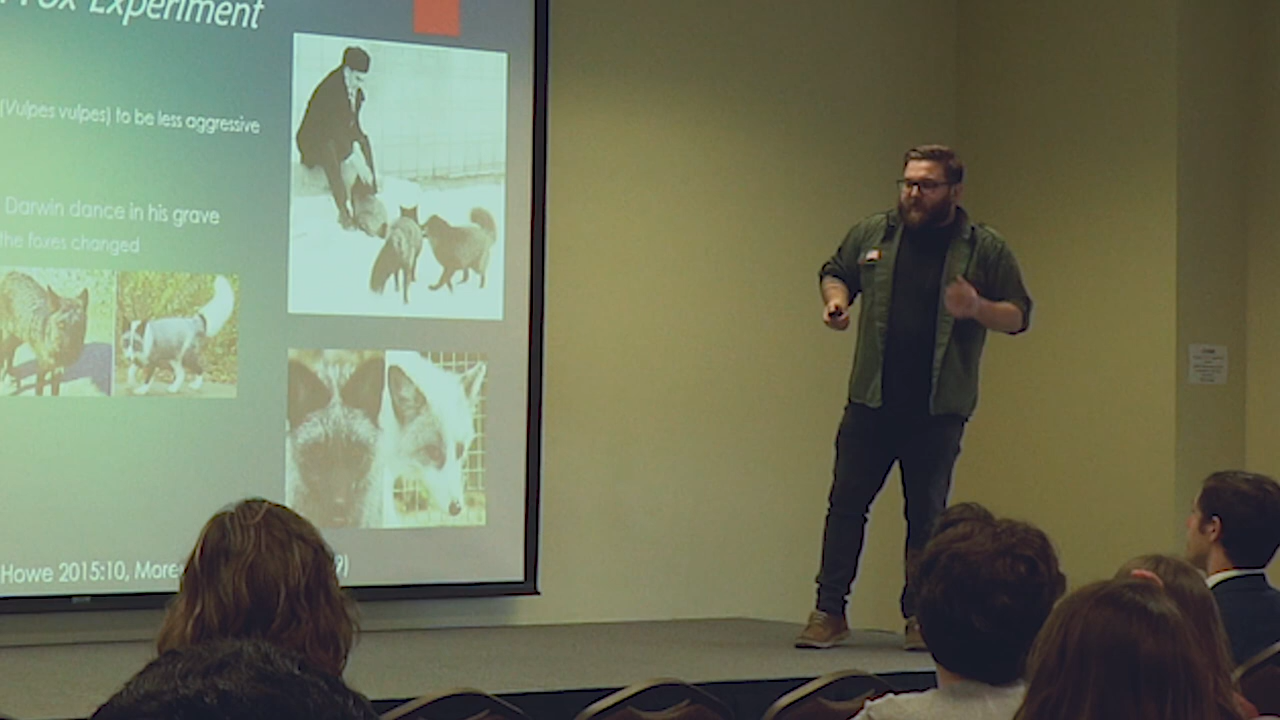 Fox Experiment
(Vulpes vulpes) to be less aggressive
Darwin dance in his grave
the foxes changed
Howe 2015:10, More 9)